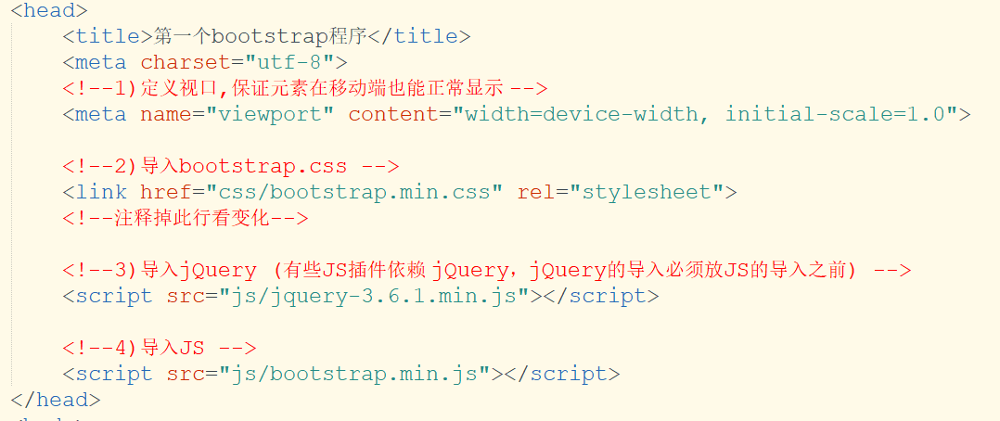 <head>
<title>第一个bootstrap程序</title>
<meta charset="utf-8">
<!--1)定义视口,保证元素在移动端也能正常显示 -->
<meta name="viewport" content="width=device-width, initial-scale=1.0">
<!--2)导入bootstrap.css -->
<link href="css/bootstrap.min.css" rel="stylesheet">
<!--注释掉此行看变化-->
<!--3)导入jQuery (有些JS插件依赖 jQuery，jQuery的导入必须放JS的导入之前) -->
<script src="js/jquery-3.6.1.min.js"></script>
<!--4)导入JS -->
<script src="js/bootstrap.min.js"></script>
</head>